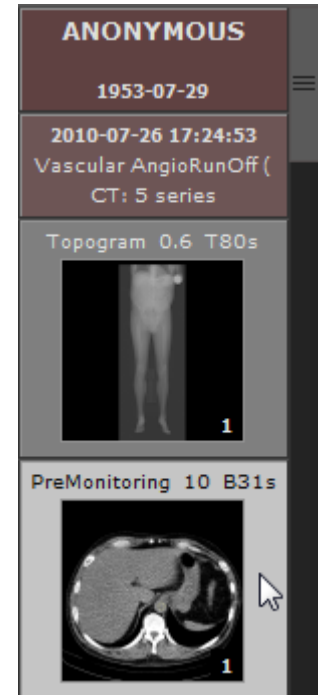 ANONYMOUS
1953-07-29
2010-07-26 17:24:53
Vascular AngioRunOff (
CT: 5 series
Topogram 0.6 T80s
1
PreMonitoring 10 B31s
1